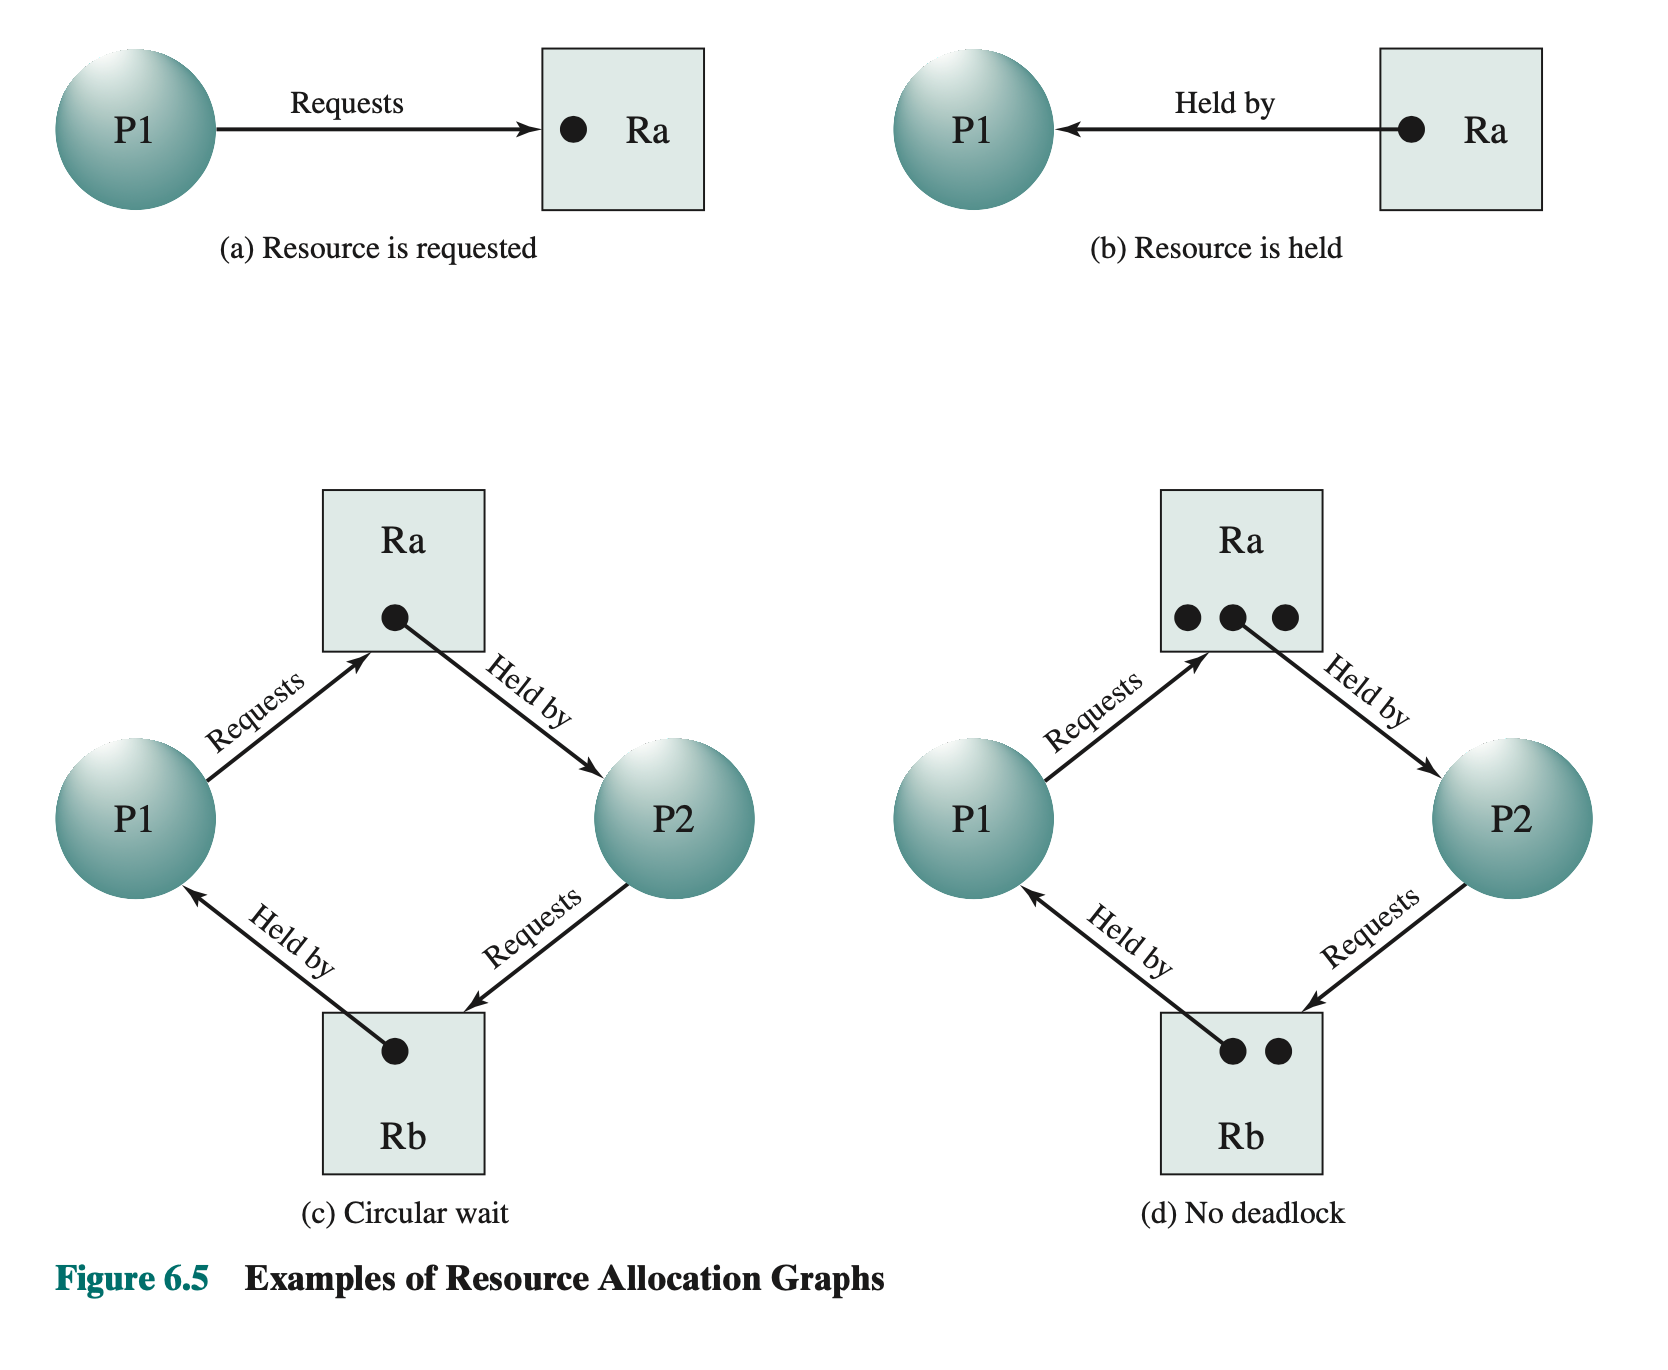 P1
Requests
Ra
(a) Resource is requested
P1
Held by
Ra
(b) Resource is held
Ra
Requests
Held by
P1
P2
Held by
Requests
Rb
(c) Circular wait
Ra
Requests
Held by
P1
P2
Held by
Requests
Rb
(d) No deadlock
Figure 6.5 Examples of Resource Allocation Graphs